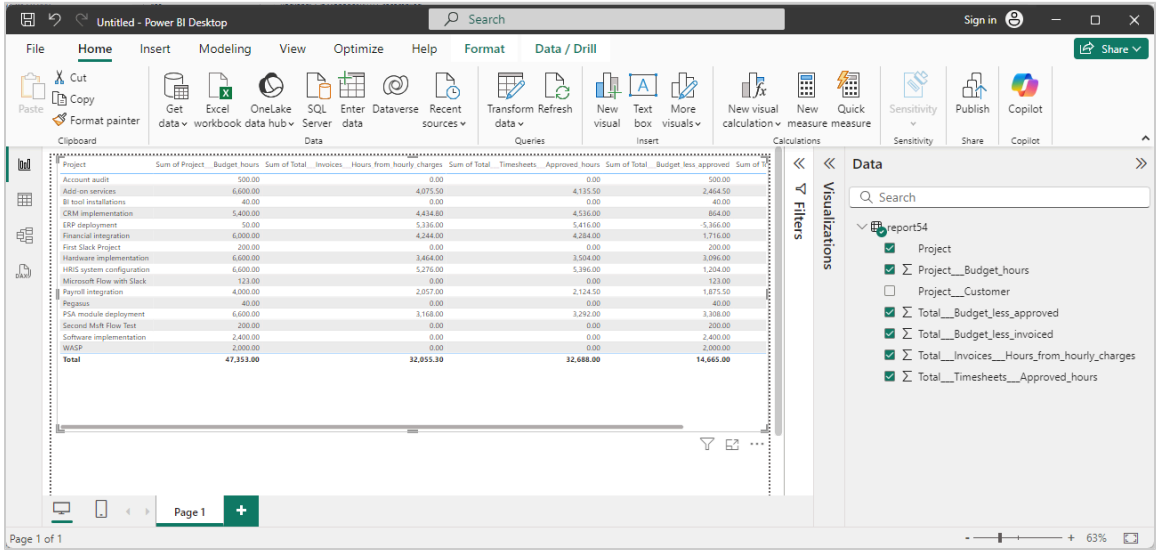 Untitled - Power BI Desktop
Search
Sign in
File Home Insert Modeling View Optimize Help Format Data / Drill
Share
Paste
Cut
Copy
Format painter
Get data
Excel workbook
OneLake data hub
SQL Server
Enter data
Dataverse
Recent sources
Transform data
Refresh
New visual
Text box
More visuals
New visual calculation
New measure
Quick measure
Sensitivity
Publish
Copilot
Clipboard Data Queries Insert Calculations Sensitivity Share Copilot
Project Sum of Project__Budget_hours Sum of Total__Invoices__Hours_from_hourly_charges Sum of Total__Timesheets__Approved_hours Sum of Total__Budget_less_approved Sum of
Account audit 500.00 0.00 0.00 500.00
Add-on services 6,600.00 4,075.50 4,135.50 2,464.50
BI tool installations 40.00 0.00 0.00 40.00
CRM implementation 5,400.00 4,434.80 4,536.00 864.00
ERP deployment 50.00 5,336.00 5,416.00 -5,366.00
Financial integration 6,000.00 4,244.00 4,284.00 1,716.00
First Slack Project 200.00 0.00 0.00 200.00
Hardware implementation 6,600.00 3,464.00 3,504.00 3,096.00
HRIS system configuration 6,600.00 5,276.00 5,396.00 1,204.00
Microsoft Flow with Slack 123.00 0.00 0.00 123.00
Payroll integration 4,000.00 2,057.00 2,124.50 1,875.50
Pegasus 40.00 0.00 0.00 40.00
PSA module deployment 6,600.00 3,168.00 3,292.00 3,308.00
Second Msft Flow Test 200.00 0.00 0.00 200.00
Software implementation 2,400.00 0.00 0.00 2,400.00
WASP 2,000.00 0.00 0.00 2,000.00
Total 47,353.00 32,055.30 32,688.00 14,665.00
Filters
Visualizations
Data
Search
report54
Project
Project___Budget_hours
Project___Customer
Total___Budget_less_approved
Total___Budget_less_invoiced
Total___Invoices___Hours_from_hourly_charges
Total___Timesheets___Approved_hours
Page 1
Page 1 of 1
63%